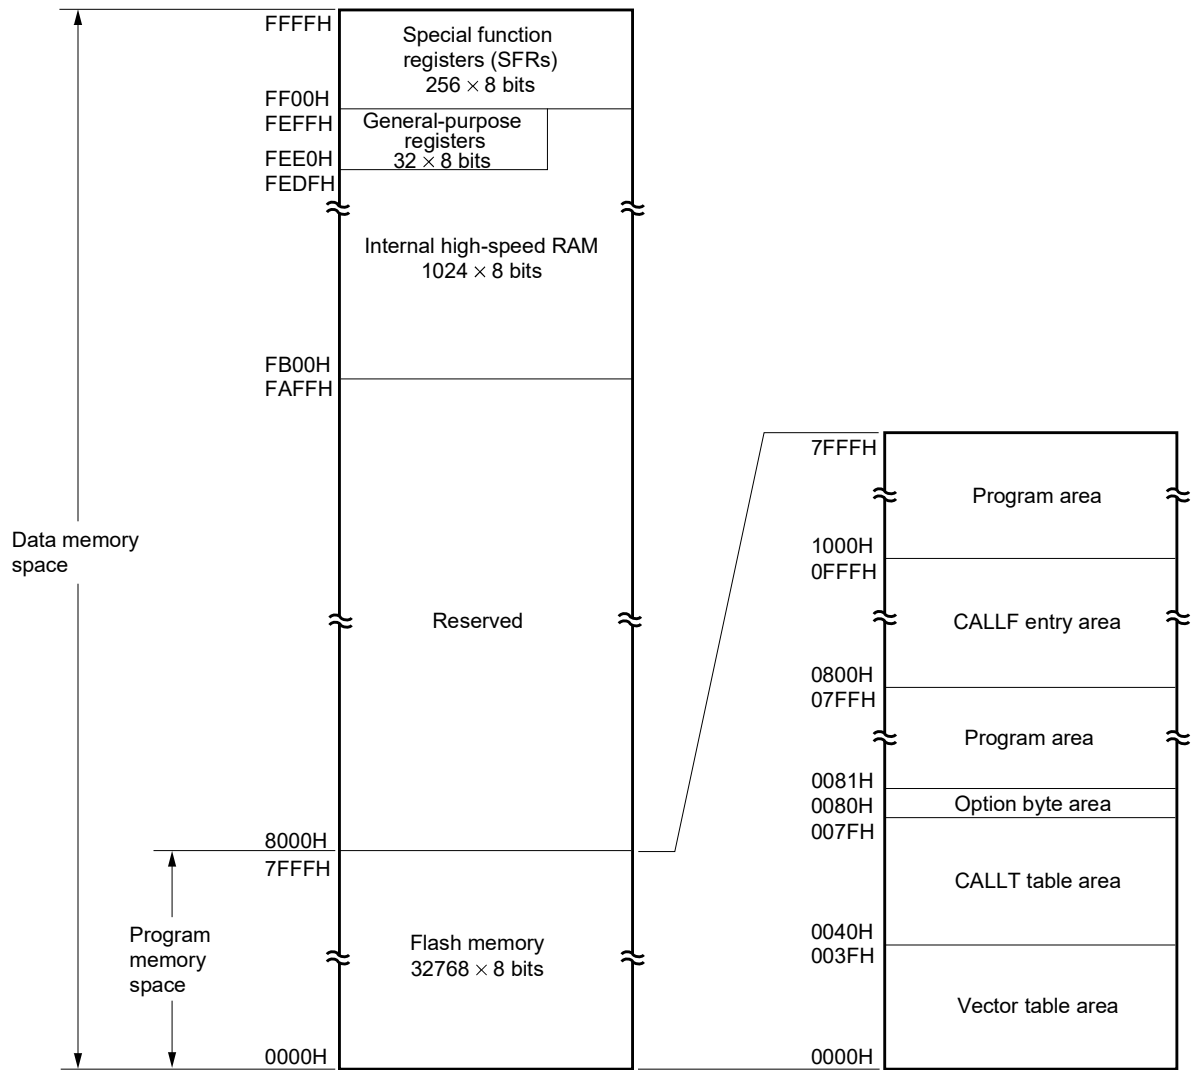 FFFFH
Special function
registers (SFRs)
256 × 8 bits
FF00H
FEFFH
General-purpose
registers
32 × 8 bits
FEE0H
FEDFH
Internal high-speed RAM
1024 × 8 bits
FB00H
FAFFH
Data memory
space
Reserved
8000H
7FFFH
Program
memory
space
Flash memory
32768 × 8 bits
0000H
7FFFH
Program area
1000H
0FFFH
CALLF entry area
0800H
07FFH
Program area
0081H
0080H
Option byte area
007FH
CALLT table area
0040H
003FH
Vector table area
0000H